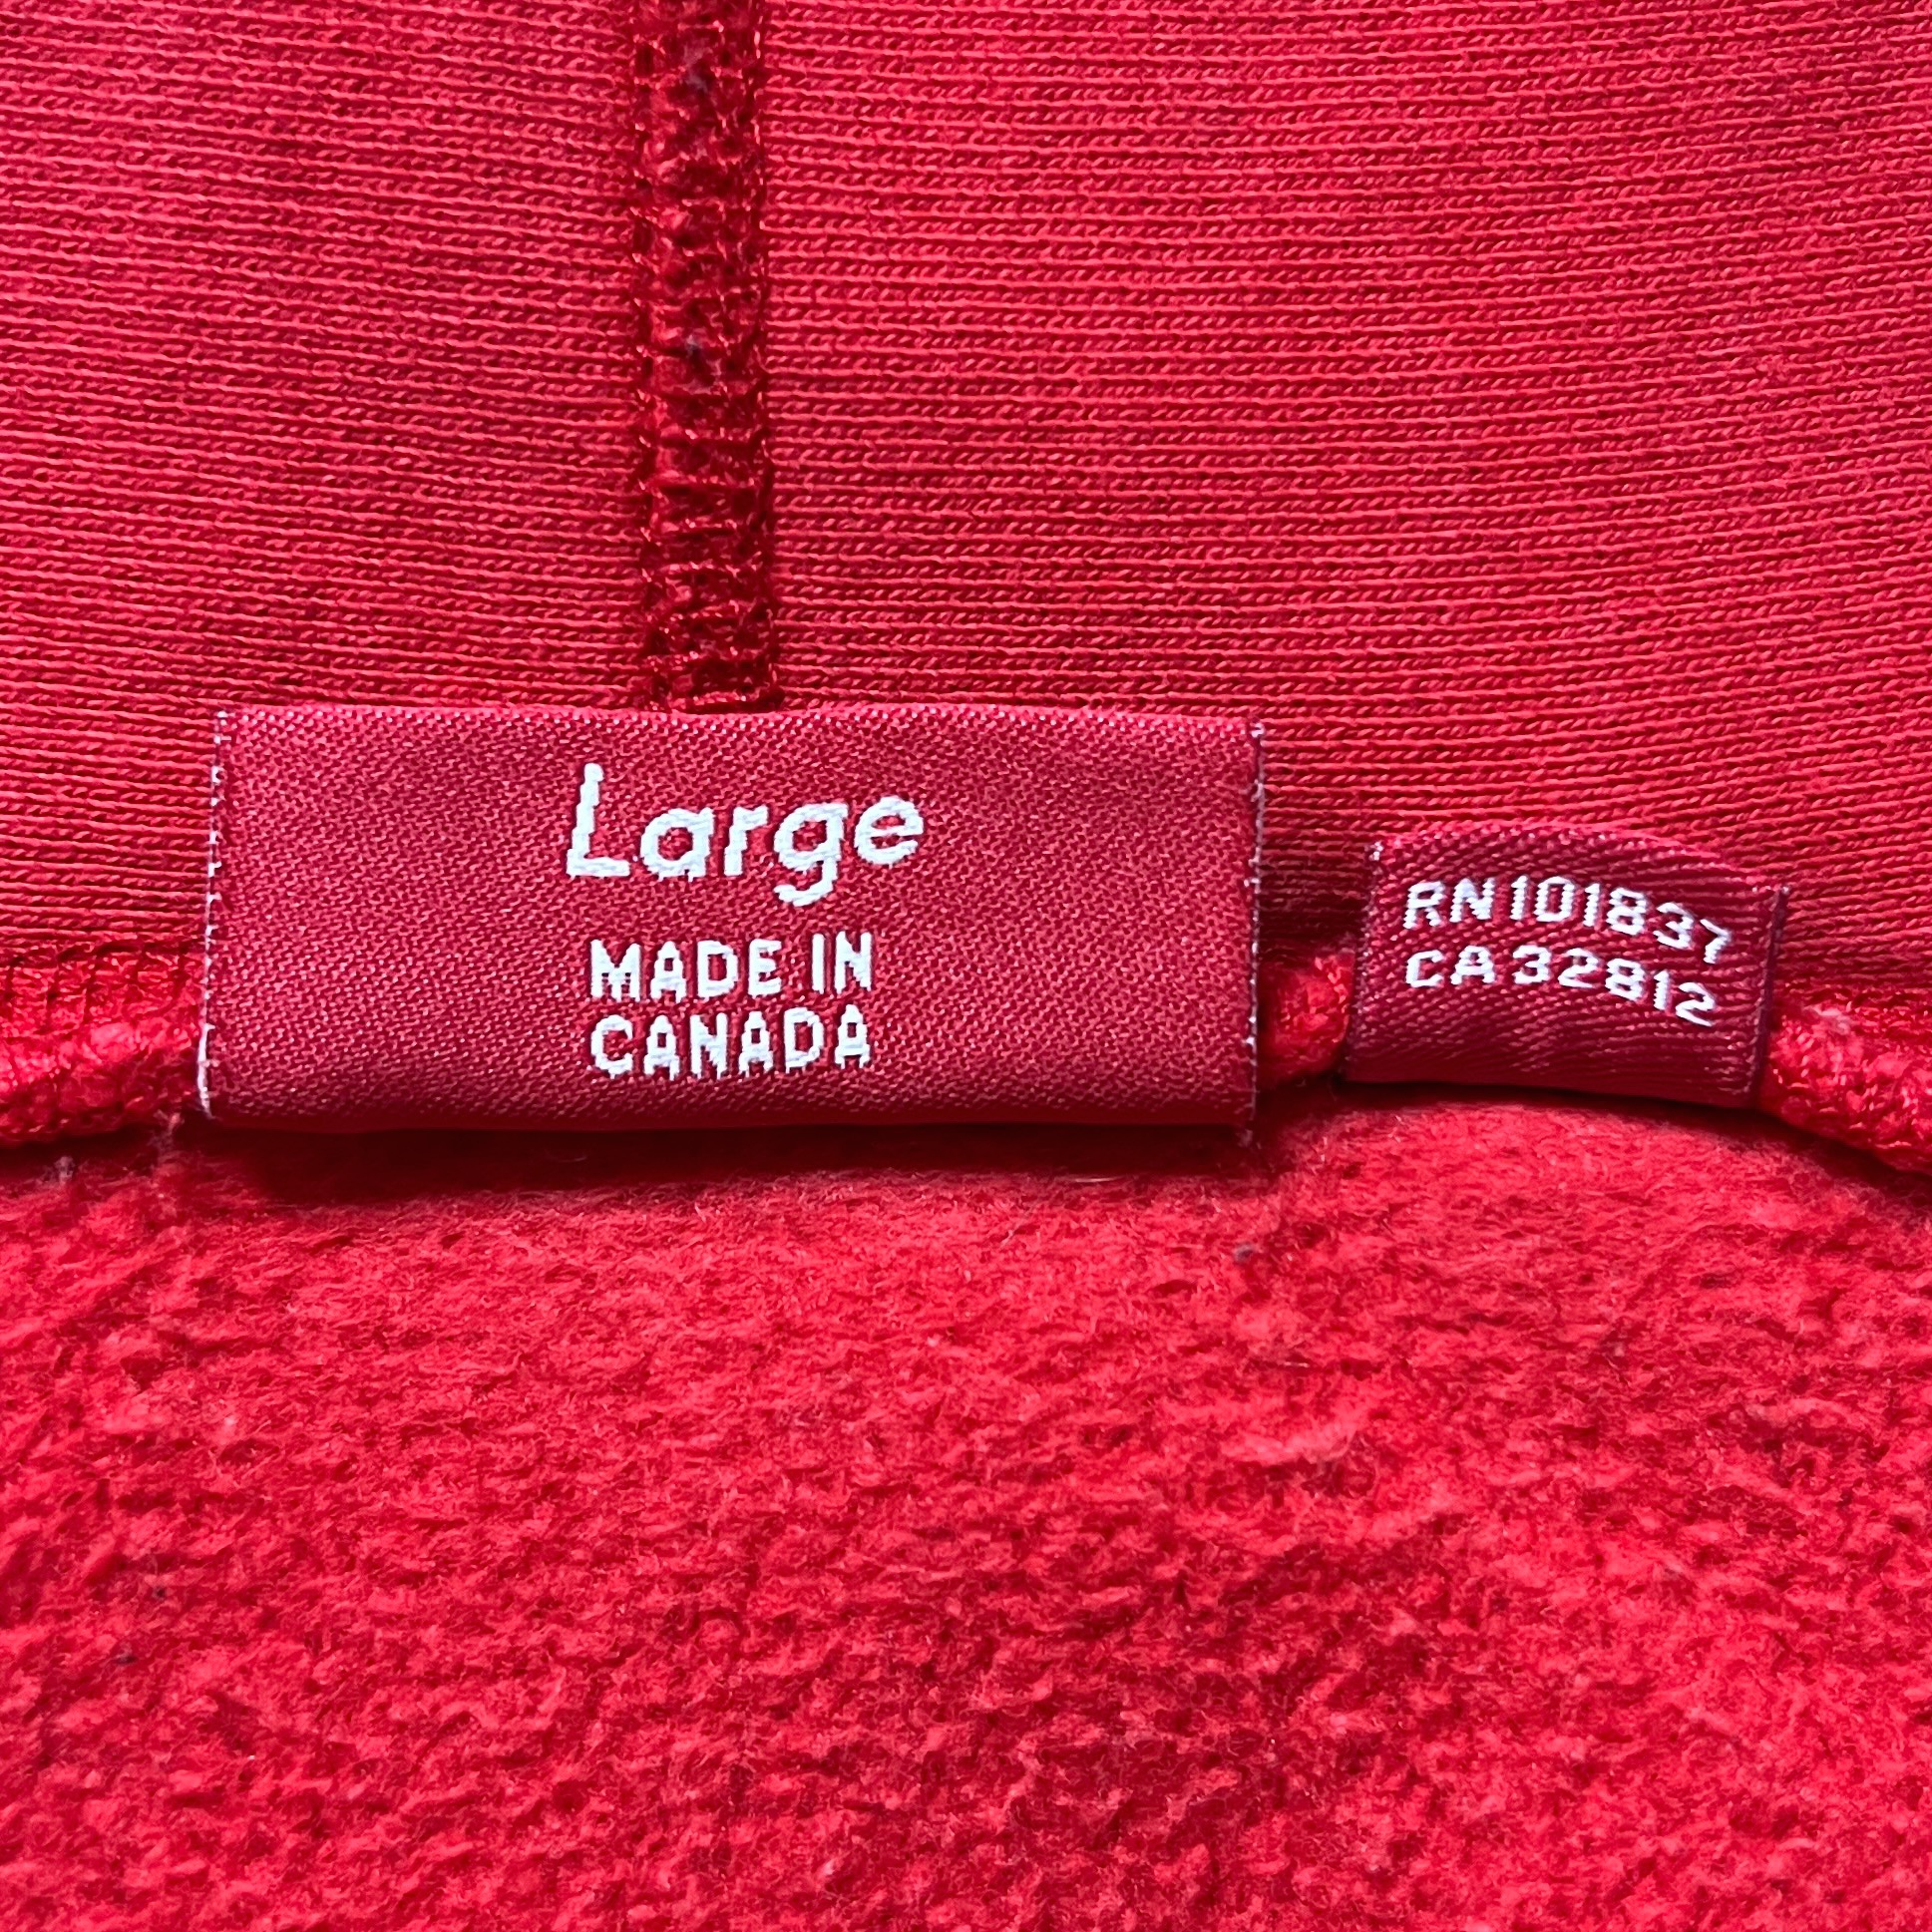 Large
MADE IN
CANADA
RN101837
CA32812